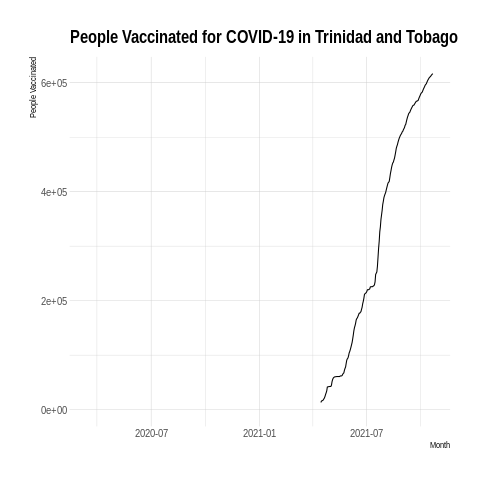 People Vaccinated for COVID-19 in Trinidad and Tobago
People Vaccinated
6e+05
4e+05
2e+05
0e+00
2020-07 2021-01 2021-07
Month